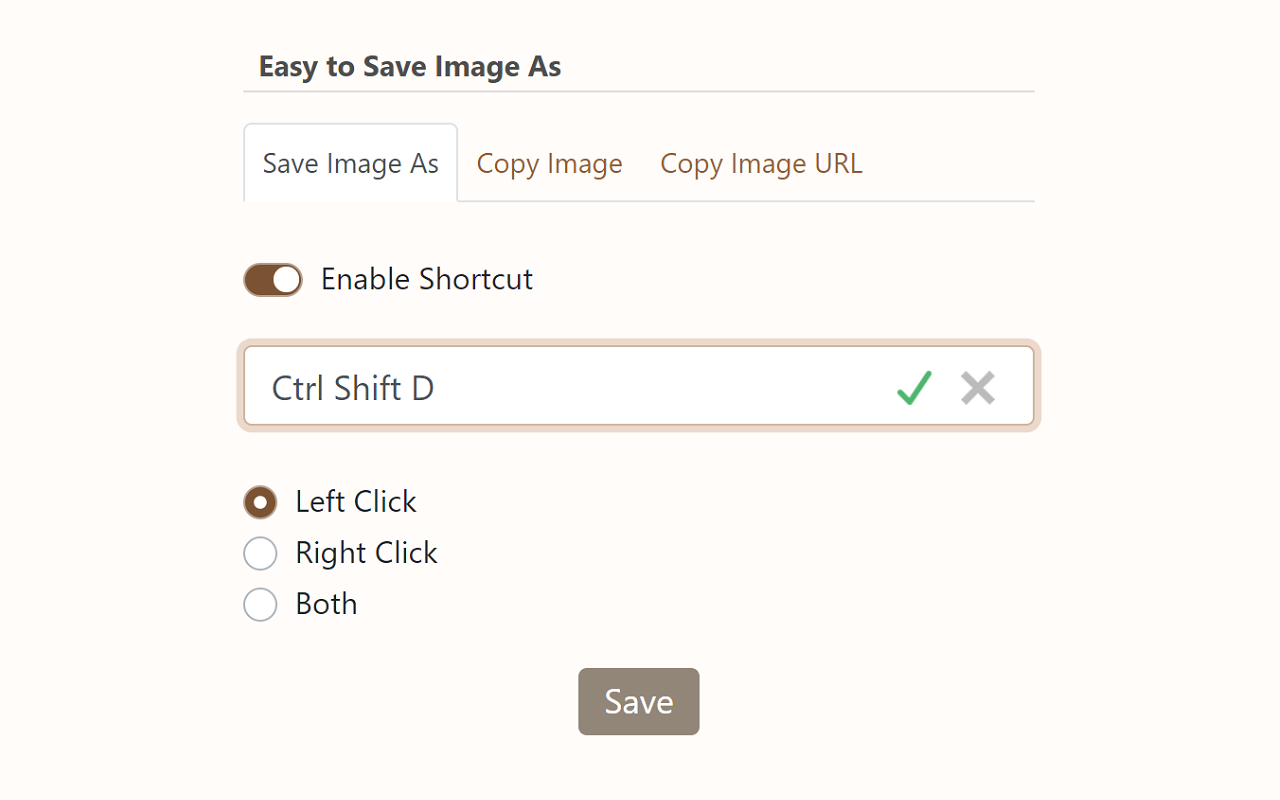 Easy to Save Image As
Save Image As Copy Image Copy Image URL
Enable Shortcut
Ctrl Shift D
Left Click
Right Click
Both
Save